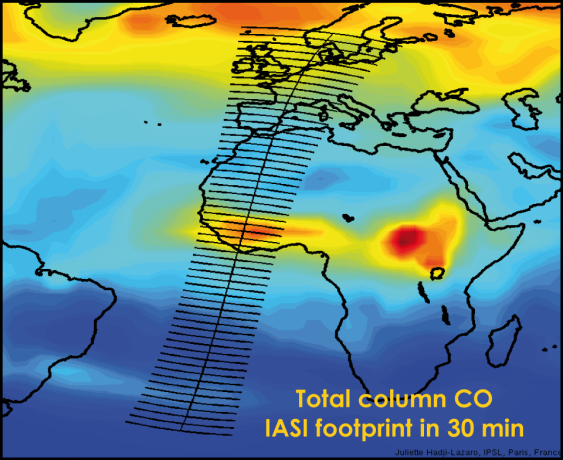 Total column CO
IASI footprint in 30 min
Juliette Hadji-Lazaro, IPSL, Paris, France